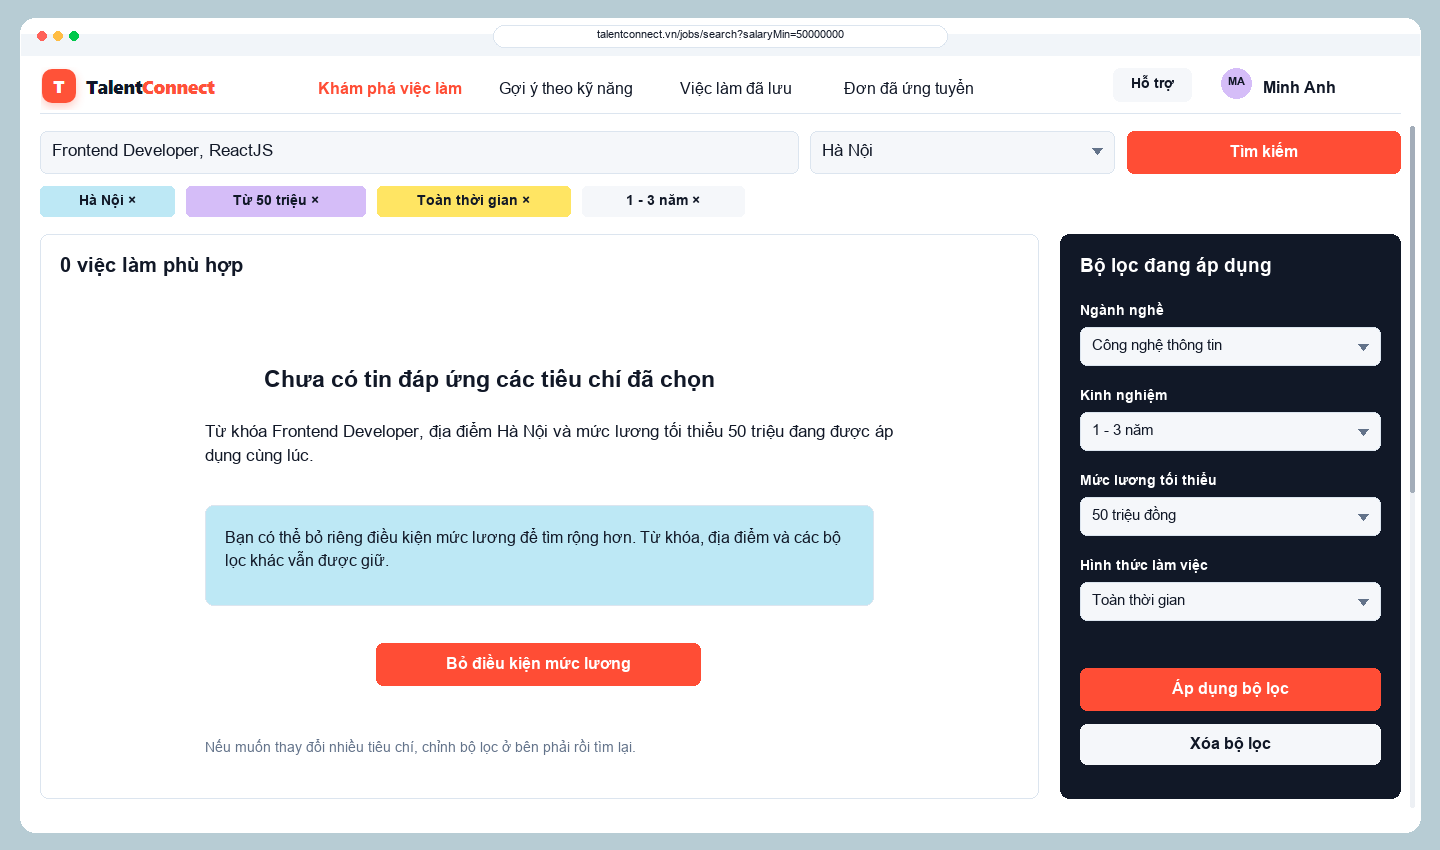 talentconnect.vn/jobs/search?salaryMin=50000000
T TalentConnect
Khám phá việc làm
Gợi ý theo kỹ năng
Việc làm đã lưu
Đơn đã ứng tuyển
Hỗ trợ
MA
Minh Anh
Frontend Developer, ReactJS
Hà Nội
Tìm kiếm
Hà Nội ×
Từ 50 triệu ×
Toàn thời gian ×
1 - 3 năm ×
0 việc làm phù hợp
Chưa có tin đáp ứng các tiêu chí đã chọn
Từ khóa Frontend Developer, địa điểm Hà Nội và mức lương tối thiểu 50 triệu đang được áp
dụng cùng lúc.
Bạn có thể bỏ riêng điều kiện mức lương để tìm rộng hơn. Từ khóa, địa điểm và các bộ
lọc khác vẫn được giữ.
Bỏ điều kiện mức lương
Nếu muốn thay đổi nhiều tiêu chí, chỉnh bộ lọc ở bên phải rồi tìm lại.
Bộ lọc đang áp dụng
Ngành nghề
Công nghệ thông tin
Kinh nghiệm
1 - 3 năm
Mức lương tối thiểu
50 triệu đồng
Hình thức làm việc
Toàn thời gian
Áp dụng bộ lọc
Xóa bộ lọc